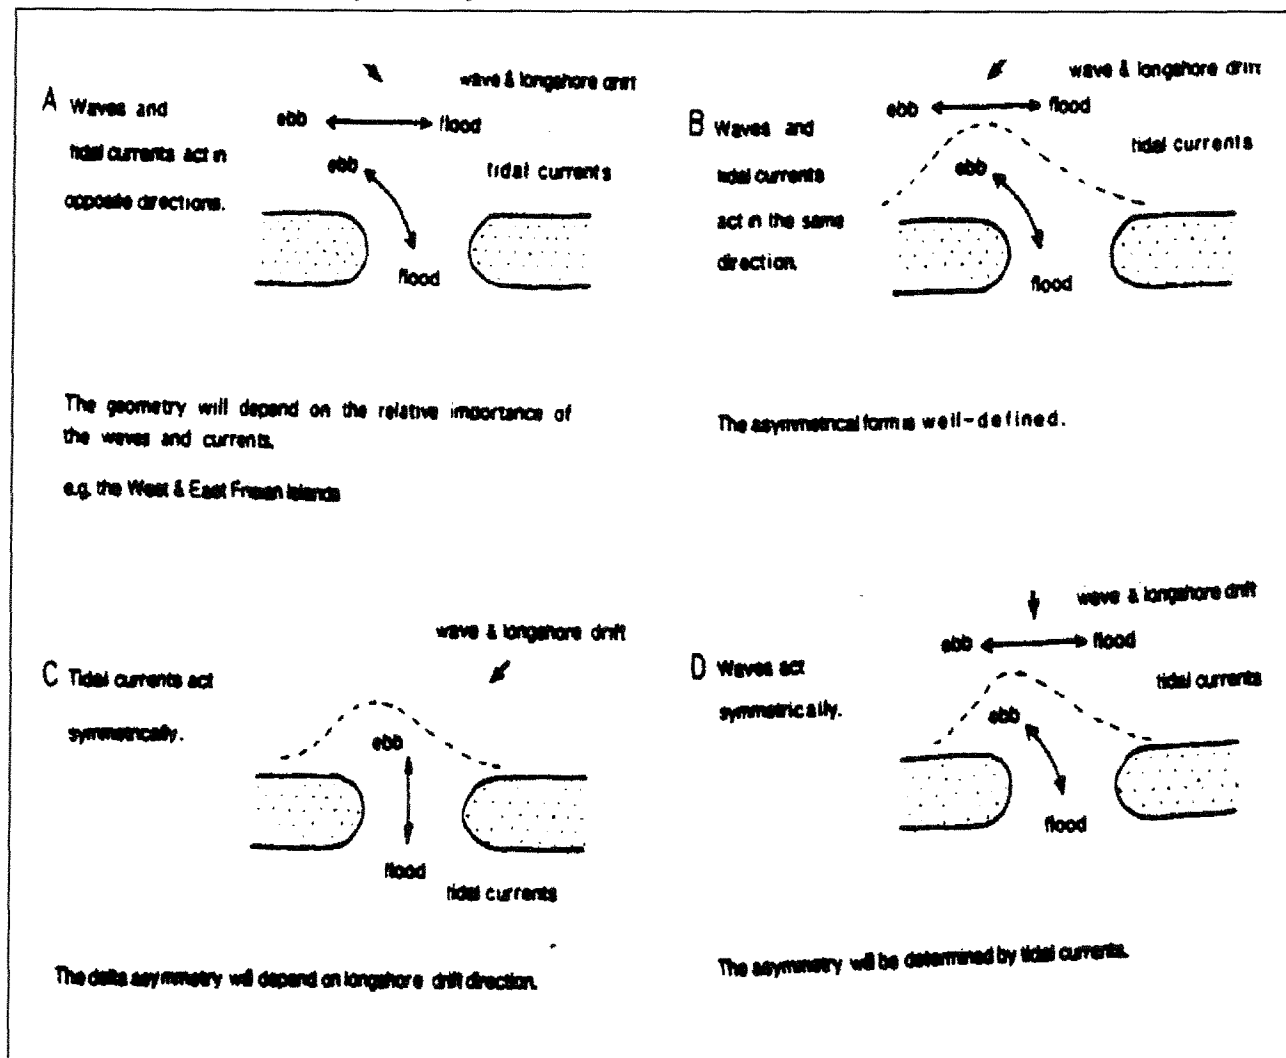 A Waves and
tidal currents act in
opposite directions.
wave & longshore drift
ebb flood
ebb
tidal currents
flood
The geometry will depend on the relative importance of
the waves and currents.
e.g. the West & East Frisian Islands
B Waves and
tidal currents
act in the same
direction.
wave & longshore drift
ebb flood
tidal currents
ebb
flood
The asymmetrical form is well-defined.
C Tidal currents act
symmetrically.
wave & longshore drift
ebb
flood
tidal currents
The delta asymmetry will depend on longshore drift direction.
D Waves act
symmetrically.
wave & longshore drift
ebb flood
tidal currents
ebb
flood
The asymmetry will be determined by tidal currents.